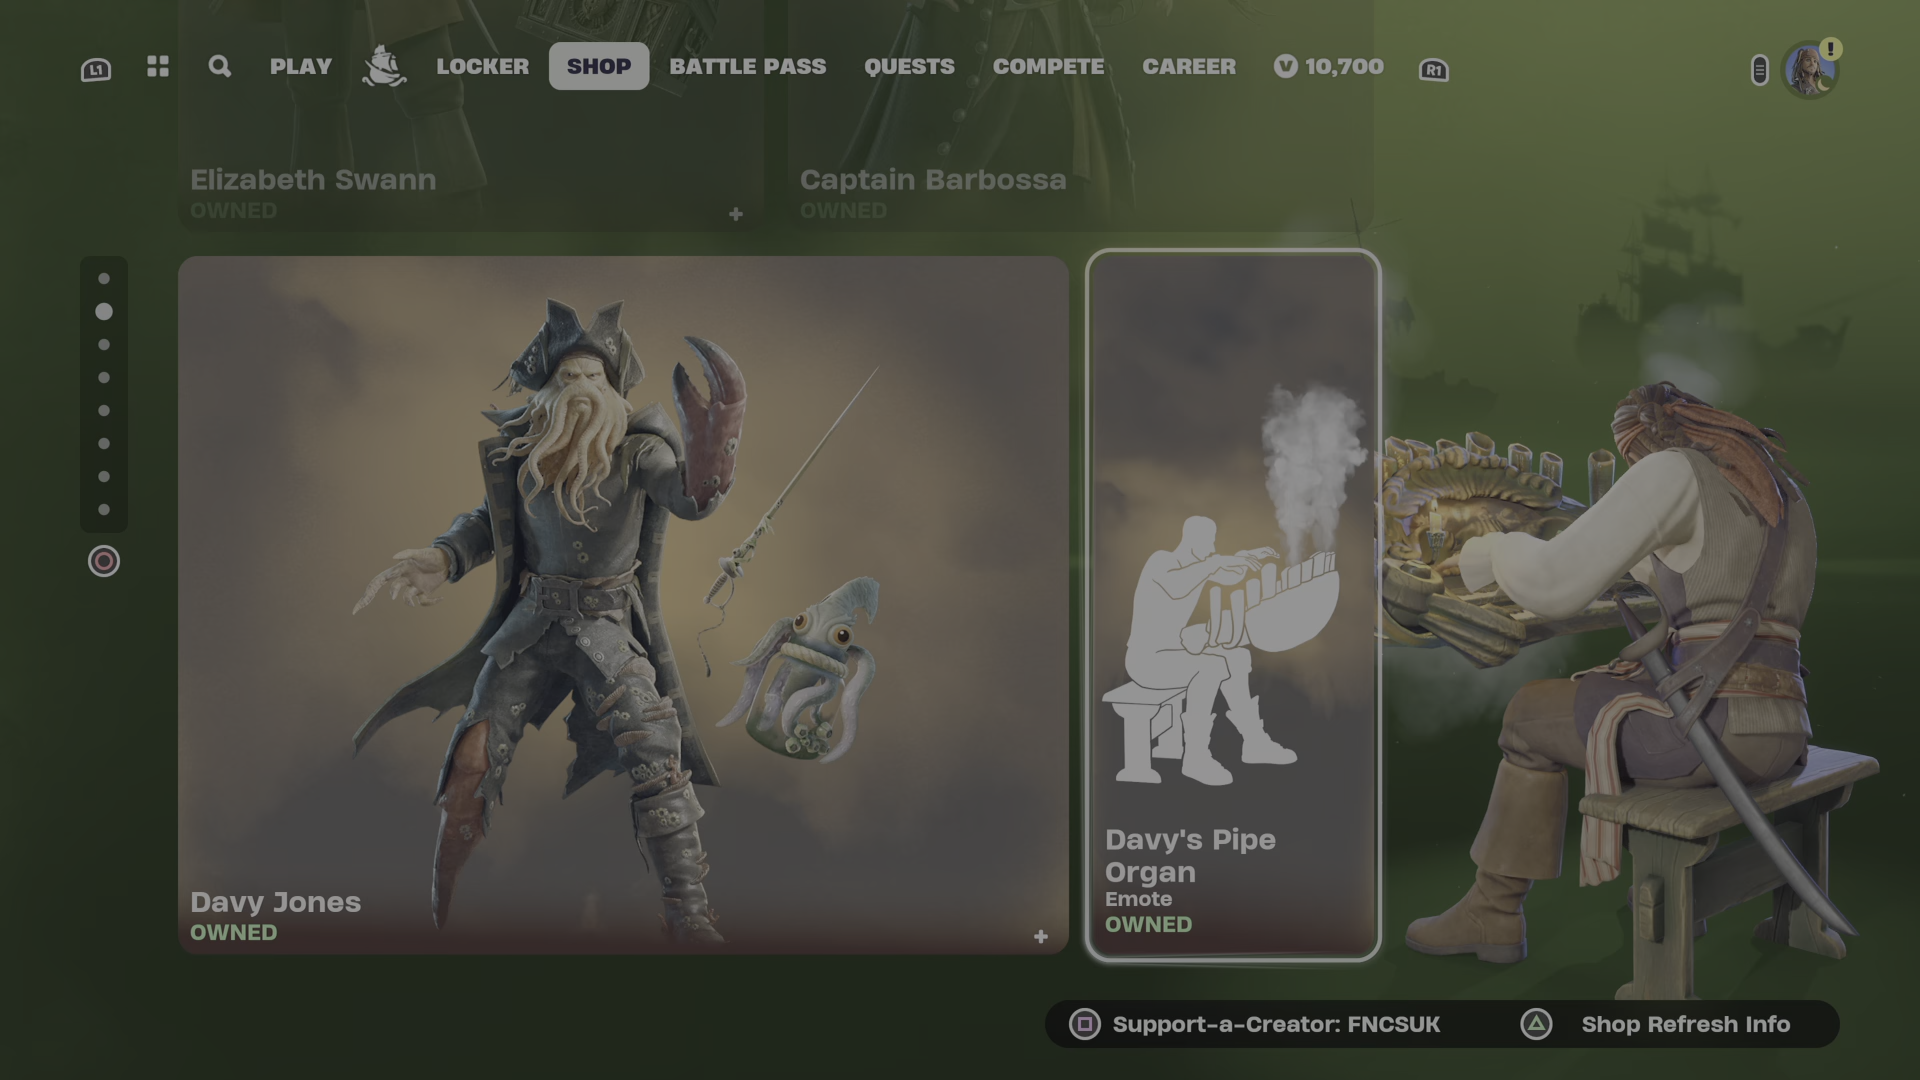 L1
PLAY
LOCKER
SHOP
BATTLE PASS
QUESTS
COMPETE
CAREER
V 10,700
R1
!
Elizabeth Swann
OWNED
+
Captain Barbossa
OWNED
Davy Jones
OWNED
+
Davy's Pipe
Organ
Emote
OWNED
Support-a-Creator: FNCSUK
Shop Refresh Info